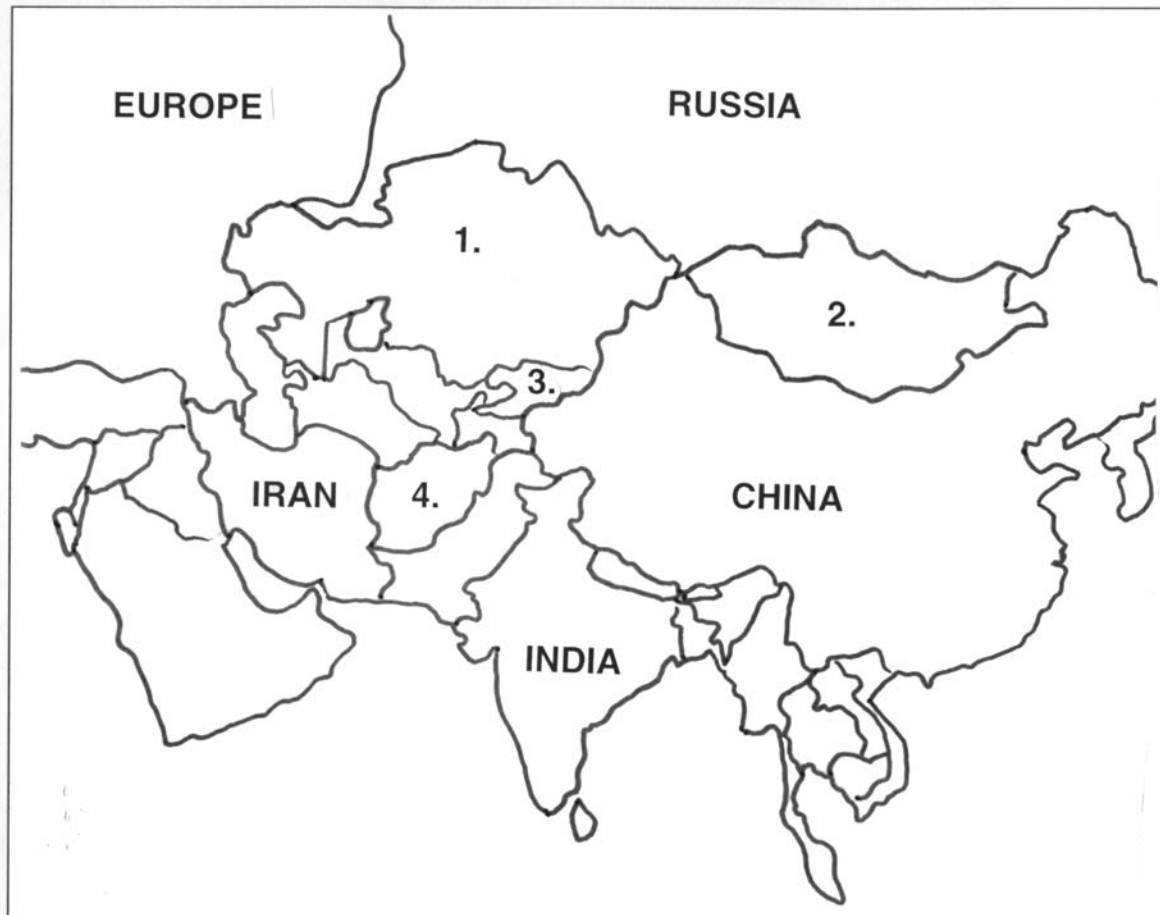 EUROPE
RUSSIA
1.
2.
3.
IRAN
4.
CHINA
INDIA